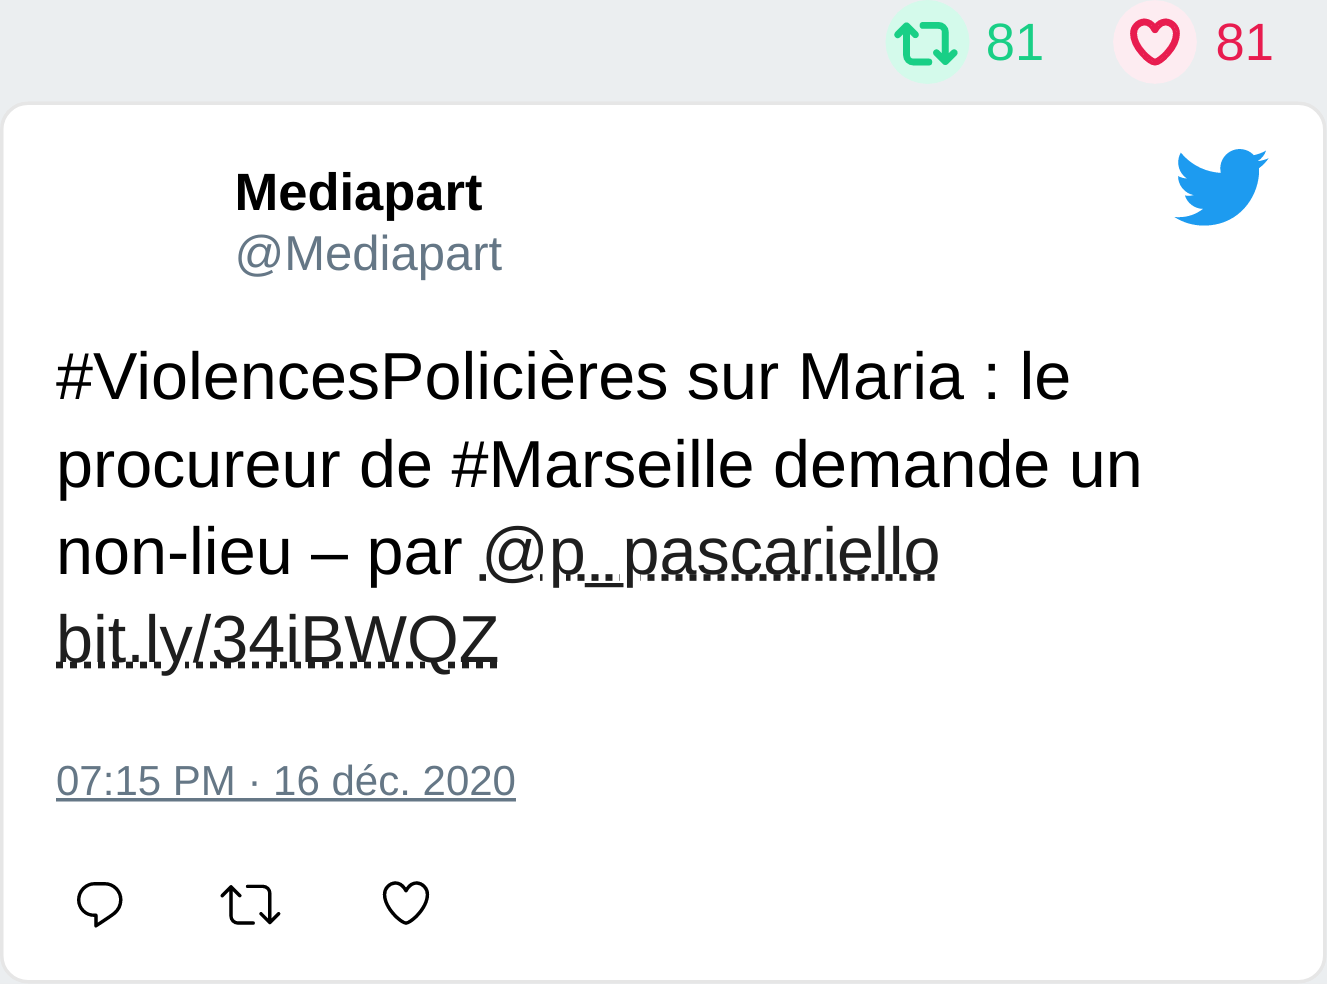 81 81
Mediapart
@Mediapart
#ViolencesPolicières sur Maria : le
procureur de #Marseille demande un
non-lieu – par @p_pascariello
bit.ly/34iBWQZ
07:15 PM · 16 déc. 2020